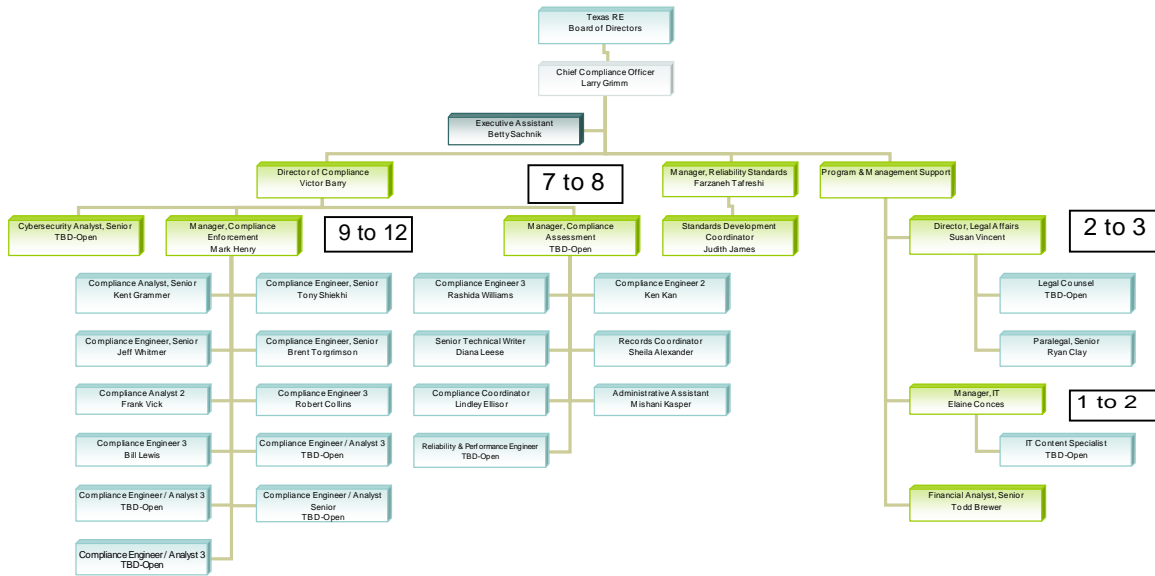 Texas RE
Board of Directors
Chief Compliance Officer
Larry Grimm
Executive Assistant
Betty Sachnik
Director of Compliance
Victor Barry
7 to 8
Manager, Reliability Standards
Farzaneh Tafreshi
Program & Management Support
Cybersecurity Analyst, Senior
TBD-Open
Manager, Compliance
Enforcement
Mark Henry
9 to 12
Manager, Compliance
Assessment
TBD-Open
Standards Development
Coordinator
Judith James
Director, Legal Affairs
Susan Vincent
2 to 3
Compliance Analyst, Senior
Kent Grammer
Compliance Engineer, Senior
Tony Shiekhi
Compliance Engineer 3
Rashida Williams
Compliance Engineer 2
Ken Kan
Legal Counsel
TBD-Open
Compliance Engineer, Senior
Jeff Whitmer
Compliance Engineer, Senior
Brent Torgrimson
Senior Technical Writer
Diana Leese
Records Coordinator
Sheila Alexander
Paralegal, Senior
Ryan Clay
Compliance Analyst 2
Frank Vick
Compliance Engineer 3
Robert Collins
Compliance Coordinator
Lindley Ellisor
Administrative Assistant
Mishani Kasper
Manager, IT
Elaine Conces
1 to 2
Compliance Engineer 3
Bill Lewis
Compliance Engineer / Analyst 3
TBD-Open
Reliability & Performance Engineer
TBD-Open
IT Content Specialist
TBD-Open
Compliance Engineer / Analyst 3
TBD-Open
Compliance Engineer / Analyst
Senior
TBD-Open
Financial Analyst, Senior
Todd Brewer
Compliance Engineer / Analyst 3
TBD-Open